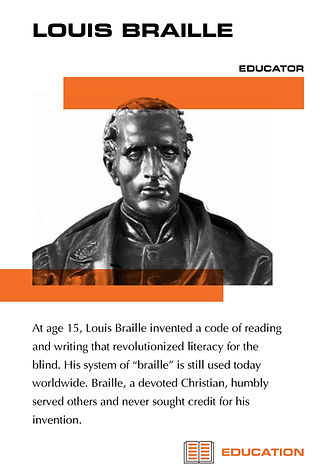 LOUIS BRAILLE
EDUCATOR
At age 15, Louis Braille invented a code of reading
and writing that revolutionized literacy for the
blind. His system of “braille” is still used today
worldwide. Braille, a devoted Christian, humbly
served others and never sought credit for his
invention.
EDUCATION